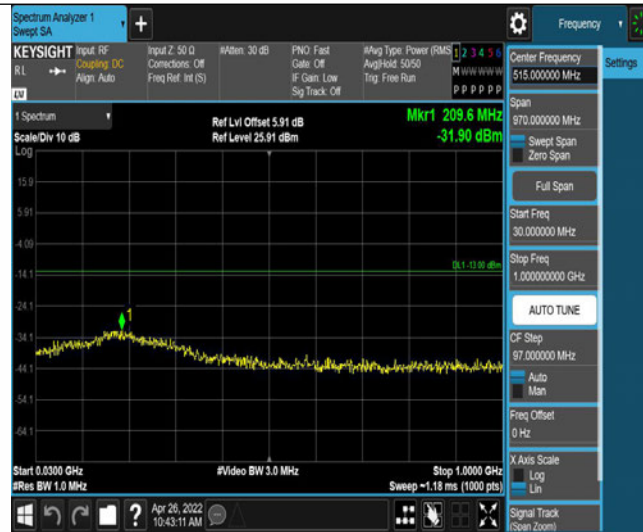 Spectrum Analyzer 1
Swept SA
+
Frequency
KEYSIGHT
RL
Input: RF
Coupling: DC
Align: Auto
Input Z: 50 Ω
Corrections: Off
Freq Ref: Int (S)
#Atten: 30 dB
PNO: Fast
Gate: Off
IF Gain: Low
Sig Track: Off
#Avg Type: Power (RMS
Avg|Hold: 50/50
Trig: Free Run
1 2 3 4 5 6
M W W W W W
P P P P P P
1 Spectrum
Scale/Div 10 dB
Log
Ref Lvl Offset 5.91 dB
Ref Level 25.91 dBm
Mkr1 209.6 MHz
-31.90 dBm
15.9
5.91
-4.09
-14.1
-24.1
-34.1
-44.1
-54.1
-64.1
DL1 -13.00 dBm
1
Start 0.0300 GHz
#Res BW 1.0 MHz
#Video BW 3.0 MHz
Stop 1.0000 GHz
Sweep ~1.18 ms (1000 pts)
Apr 26, 2022
10:43:11 AM
Settings
Center Frequency
515.000000 MHz
Span
970.000000 MHz
Swept Span
Zero Span
Full Span
Start Freq
30.000000 MHz
Stop Freq
1.000000000 GHz
AUTO TUNE
CF Step
97.000000 MHz
Auto
Man
Freq Offset
0 Hz
X Axis Scale
Log
Lin
Signal Track
(Span Zoom)